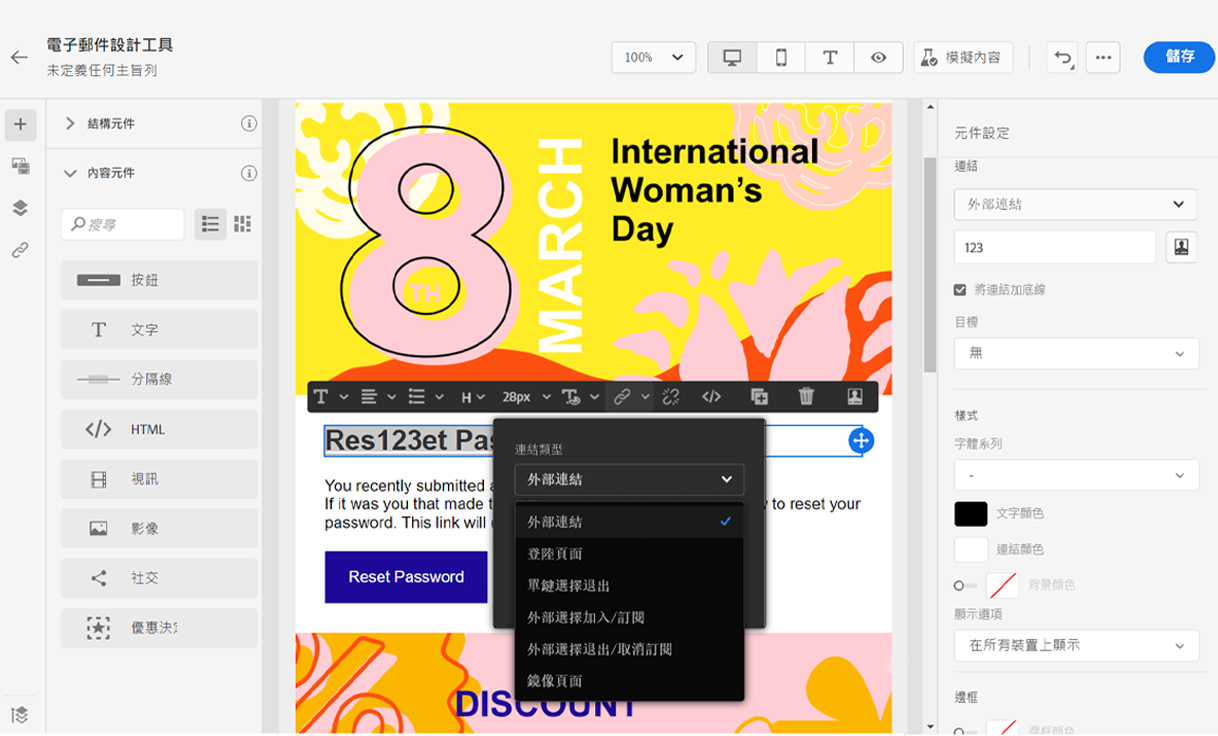 電子郵件設計工具
未定義任何主旨列
100%
模擬內容
儲存
結構元件
內容元件
搜尋
按鈕
文字
分隔線
HTML
視訊
影像
社交
優惠決
8
TH
MARCH
International
Woman's
Day
28px
Res123et Pas
You recently submitted
If it was you that made
to reset your
password. This link will
Reset Password
DISCOUNT
連結類型
外部連結
外部連結
登陸頁面
單鍵選擇退出
外部選擇加入/訂閱
外部選擇退出/取消訂閱
鏡像頁面
元件設定
連結
外部連結
123
將連結加底線
目標
無
樣式
字體系列
-
文字顏色
連結顏色
背景顏色
顯示選項
在所有裝置上顯示
邊框
邊框顏色